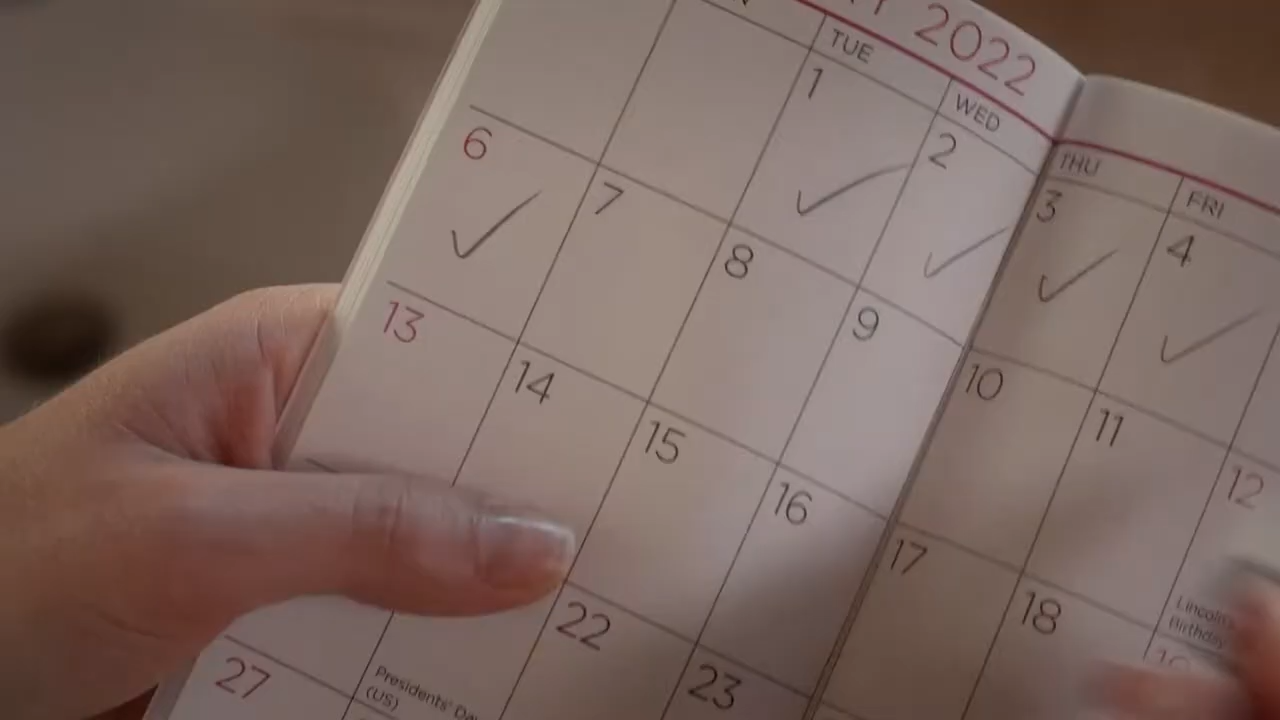 2022
TUE
WED
THU
FRI
1
2
3
4
6
7
8
9
10
11
12
13
14
15
16
17
18
Lincoln's
Birthday
22
23
27
Presidents' Da
(US)